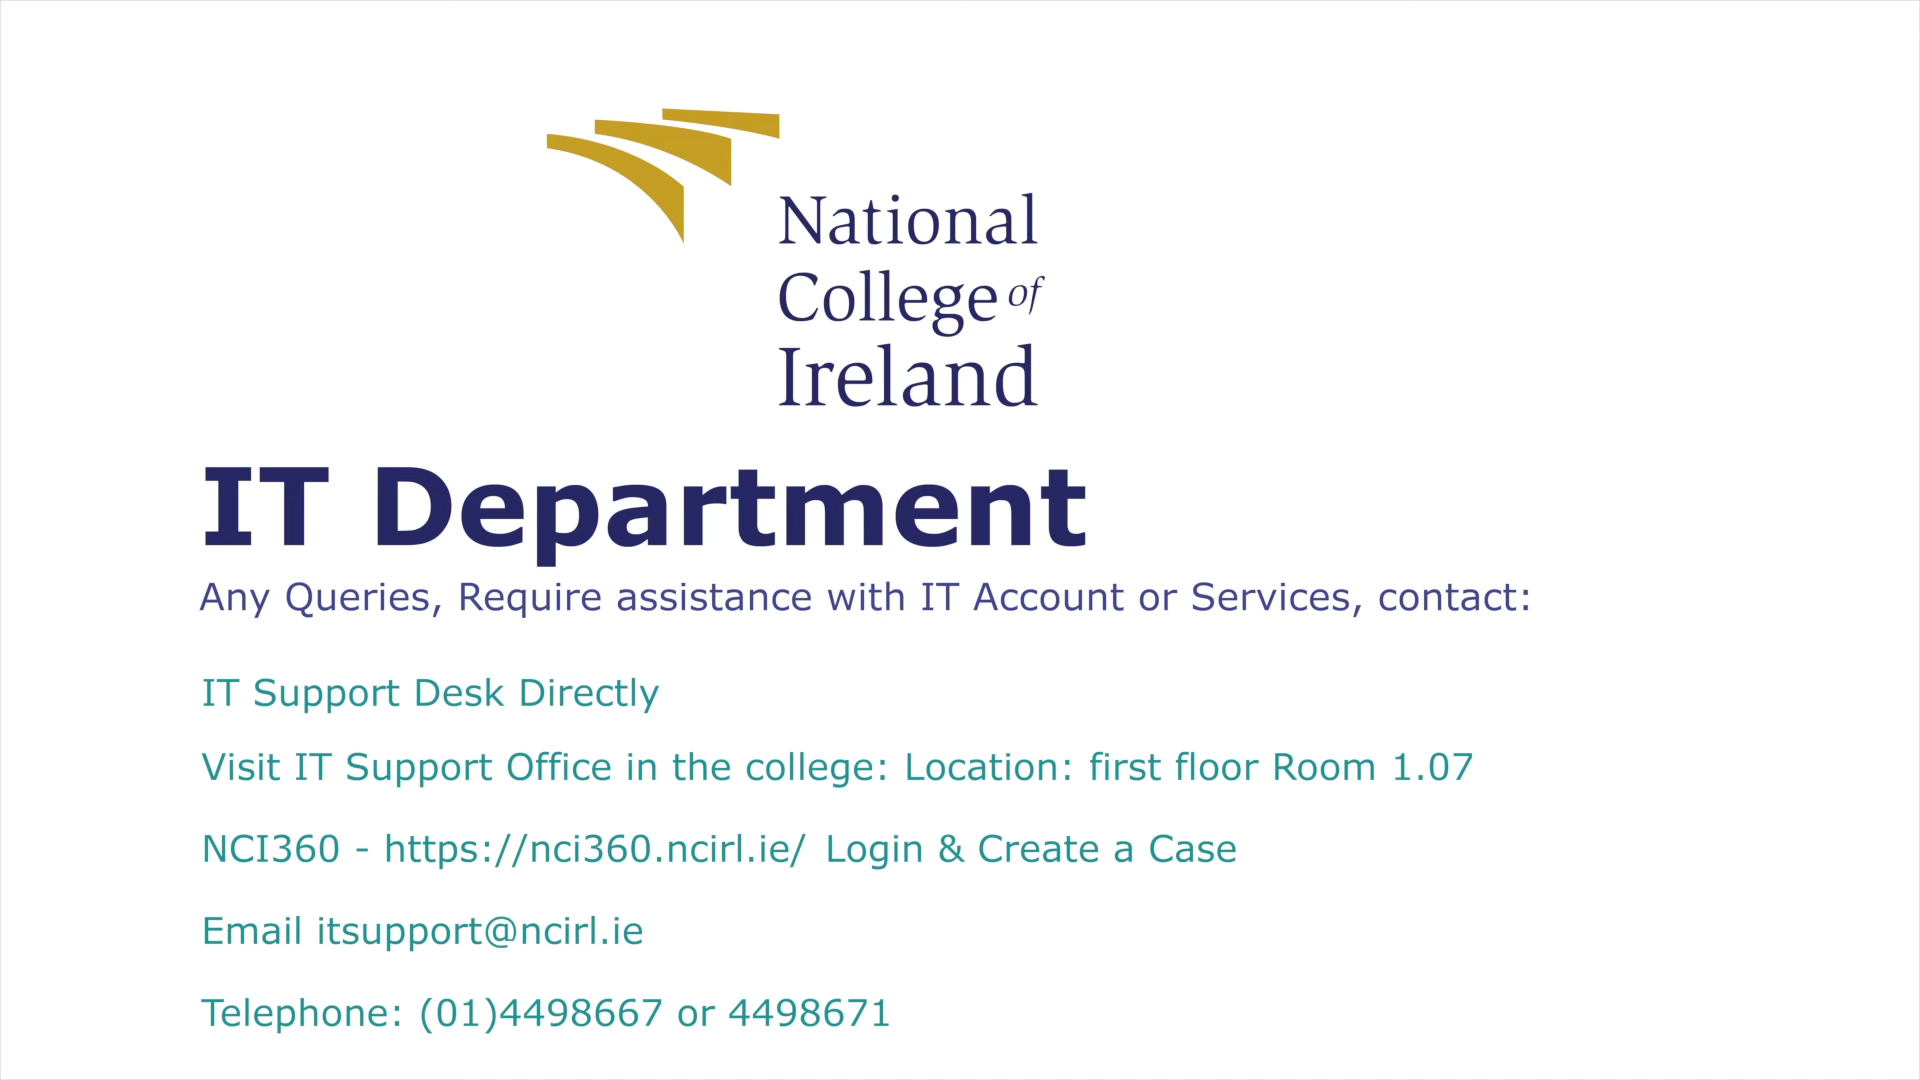 National
College of
Ireland
IT Department
Any Queries, Require assistance with IT Account or Services, contact:
IT Support Desk Directly
Visit IT Support Office in the college: Location: first floor Room 1.07
NCI360 - https://nci360.ncirl.ie/ Login & Create a Case
Email itsupport@ncirl.ie
Telephone: (01)4498667 or 4498671